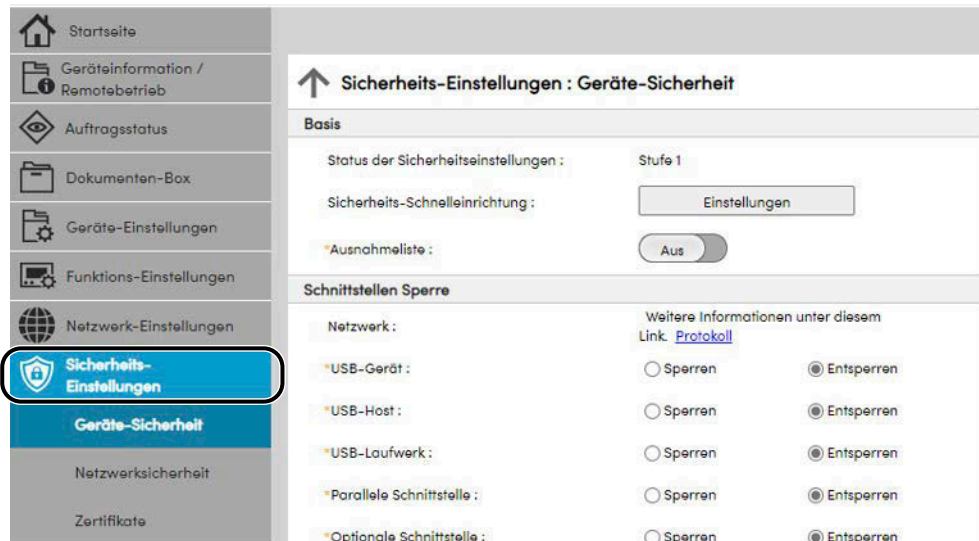 Startseite
Geräteinformation /
Remotebetrieb
Auftragsstatus
Dokumenten-Box
Geräte-Einstellungen
Funktions-Einstellungen
Netzwerk-Einstellungen
Sicherheits-
Einstellungen
Geräte-Sicherheit
Netzwerksicherheit
Zertifikate
Sicherheits-Einstellungen : Geräte-Sicherheit
Basis
Status der Sicherheitseinstellungen : Stufe 1
Sicherheits-Schnelleinrichtung : Einstellungen
*Ausnahmeliste : Aus
Schnittstellen Sperre
Netzwerk : Weitere Informationen unter diesem
Link. Protokoll
*USB-Gerät : Sperren Entsperren
*USB-Host : Sperren Entsperren
*USB-Laufwerk : Sperren Entsperren
*Parallele Schnittstelle : Sperren Entsperren
*Optionale Schnittstelle : Sperren Entsperren